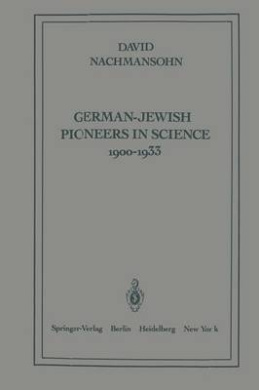 DAVID
NACHMANSOHN
GERMAN-JEWISH
PIONEERS IN SCIENCE
1900-1933
Springer-Verlag Berlin Heidelberg New York